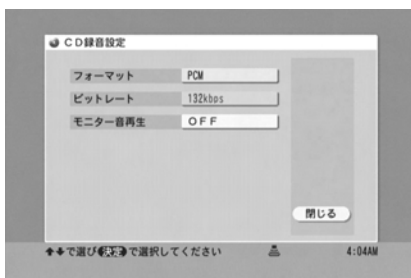 CD録音設定
フォーマット PCM
ビットレート 132kbps
モニター音再生 OFF
閉じる
↑↓で選び決定で選択してください 4:04AM